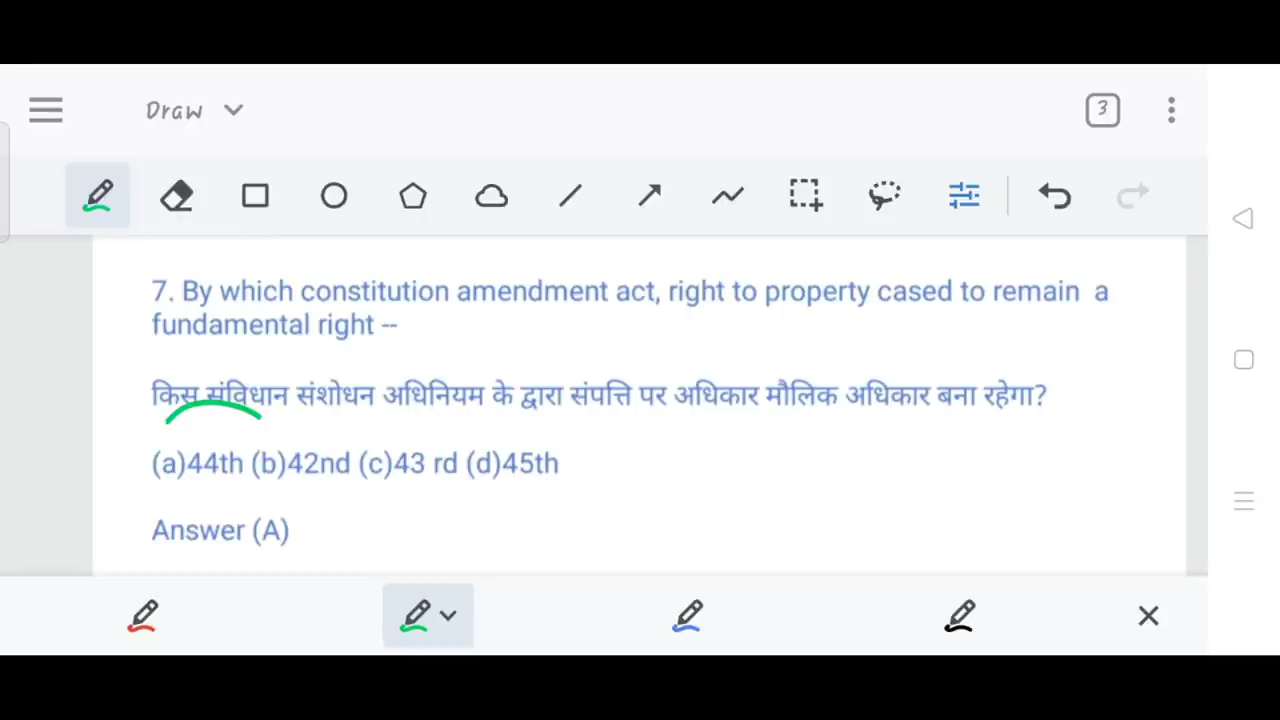 Draw
3
7. By which constitution amendment act, right to property cased to remain a
fundamental right --
किस संविधान संशोधन अधिनियम के द्वारा संपत्ति पर अधिकार मौलिक अधिकार बना रहेगा?
(a)44th (b)42nd (c)43 rd (d)45th
Answer (A)